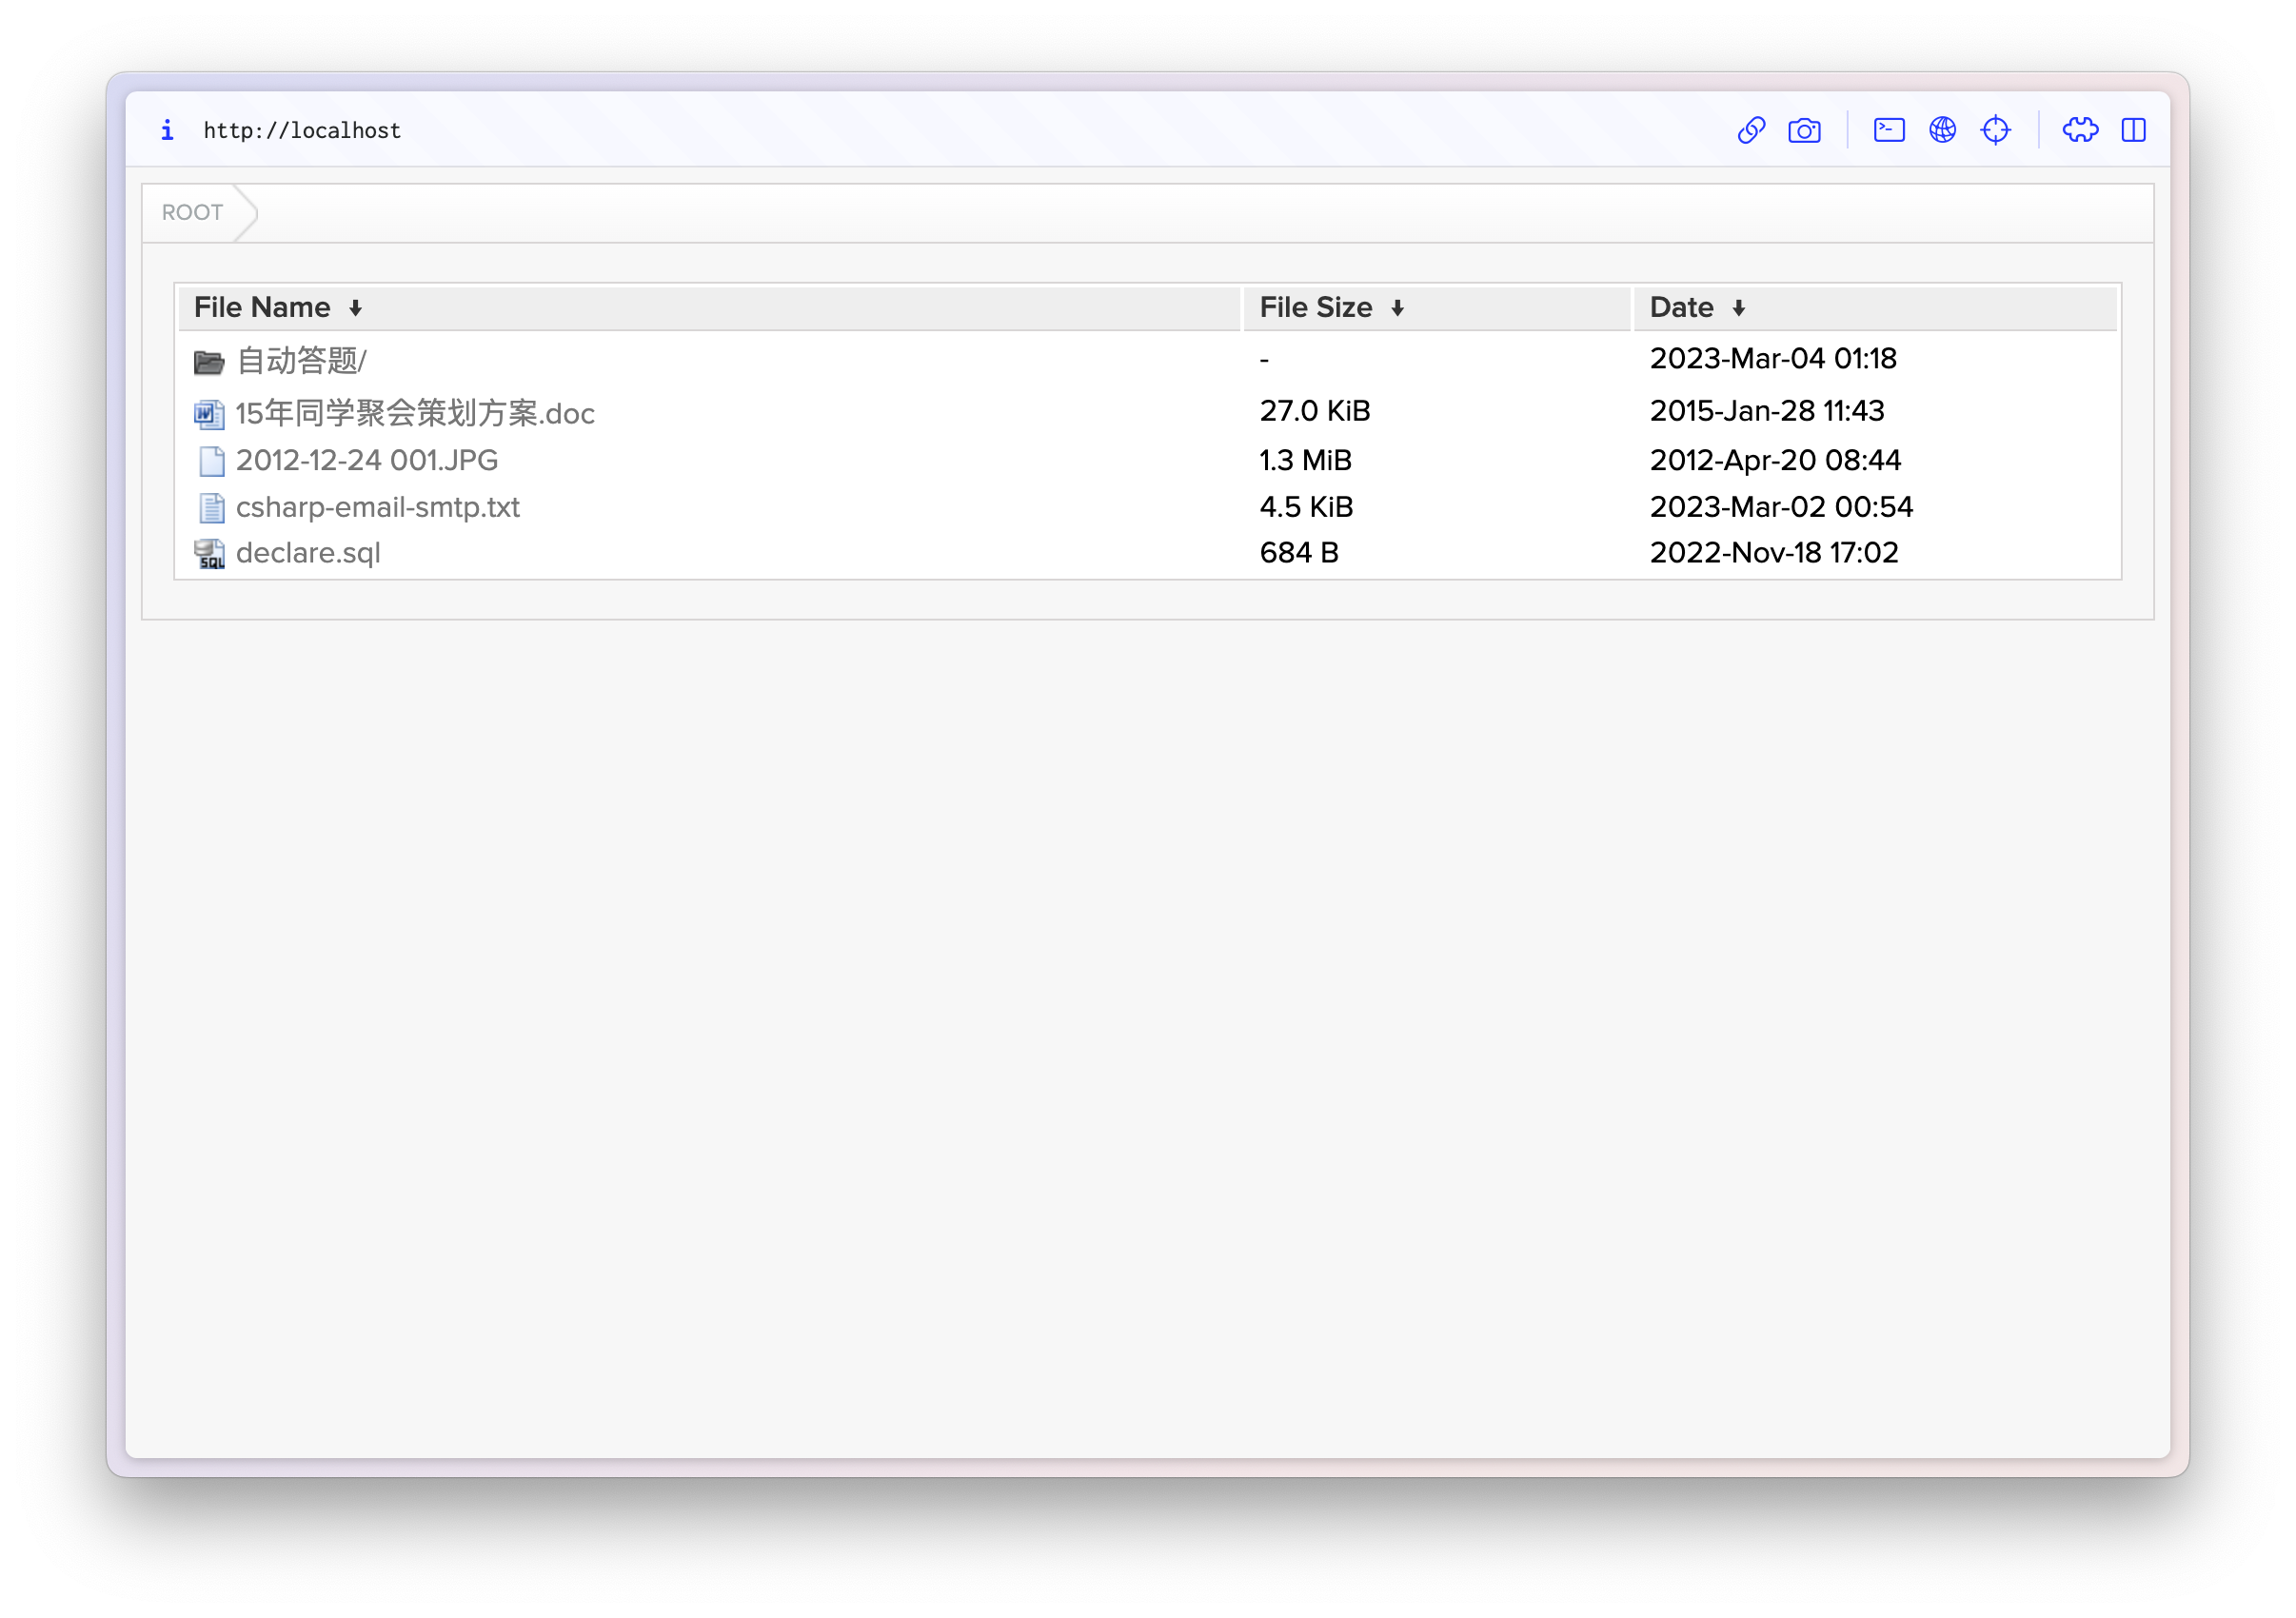 i http://localhost
ROOT
File Name ↓ File Size ↓ Date ↓
自动答题/ - 2023-Mar-04 01:18
15年同学聚会策划方案.doc 27.0 KiB 2015-Jan-28 11:43
2012-12-24 001.JPG 1.3 MiB 2012-Apr-20 08:44
csharp-email-smtp.txt 4.5 KiB 2023-Mar-02 00:54
declare.sql 684 B 2022-Nov-18 17:02